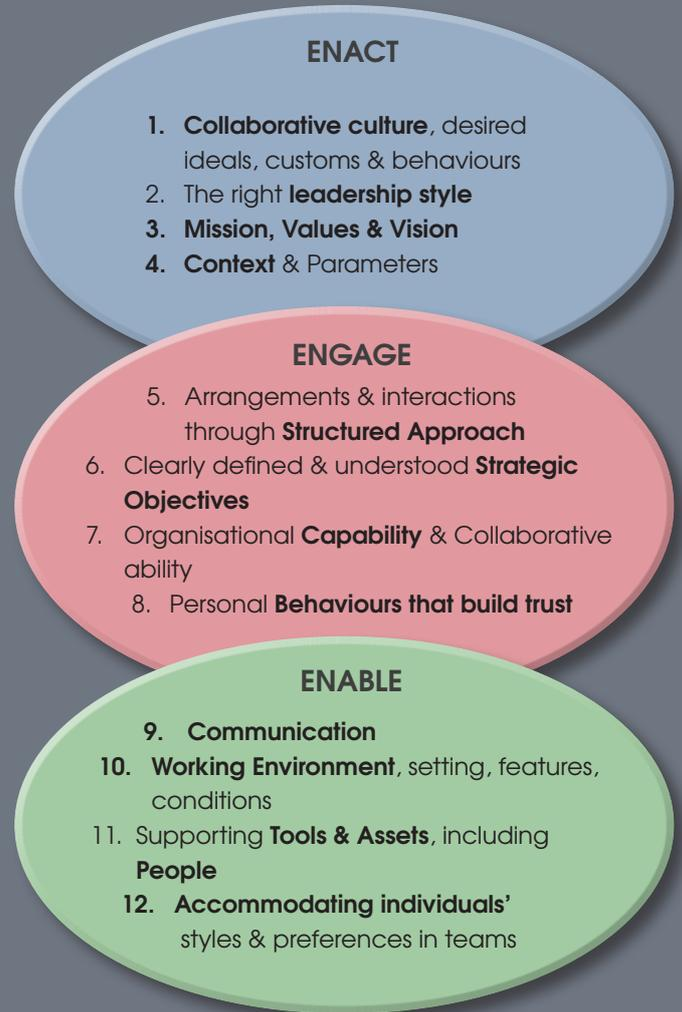 ENACT
1. Collaborative culture, desired
ideals, customs & behaviours
2. The right leadership style
3. Mission, Values & Vision
4. Context & Parameters
ENGAGE
5. Arrangements & interactions
through Structured Approach
6. Clearly defined & understood Strategic
Objectives
7. Organisational Capability & Collaborative
ability
8. Personal Behaviours that build trust
ENABLE
9. Communication
10. Working Environment, setting, features,
conditions
11. Supporting Tools & Assets, including
People
12. Accommodating individuals’
styles & preferences in teams